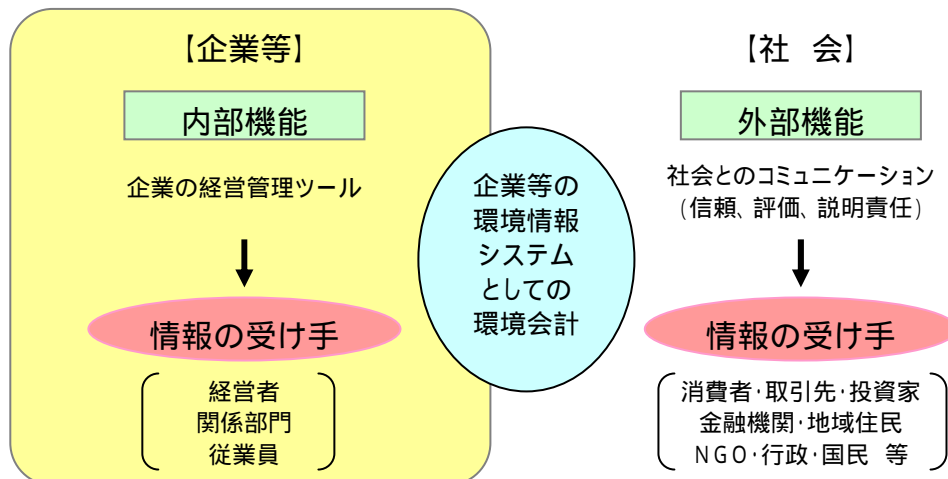 【企業等】
内部機能
企業の経営管理ツール
情報の受け手
経営者
関係部門
従業員
企業等の
環境情報
システム
としての
環境会計
【社 会】
外部機能
社会とのコミュニケーション
(信頼、評価、説明責任)
情報の受け手
消費者・取引先・投資家
金融機関・地域住民
NGO・行政・国民 等